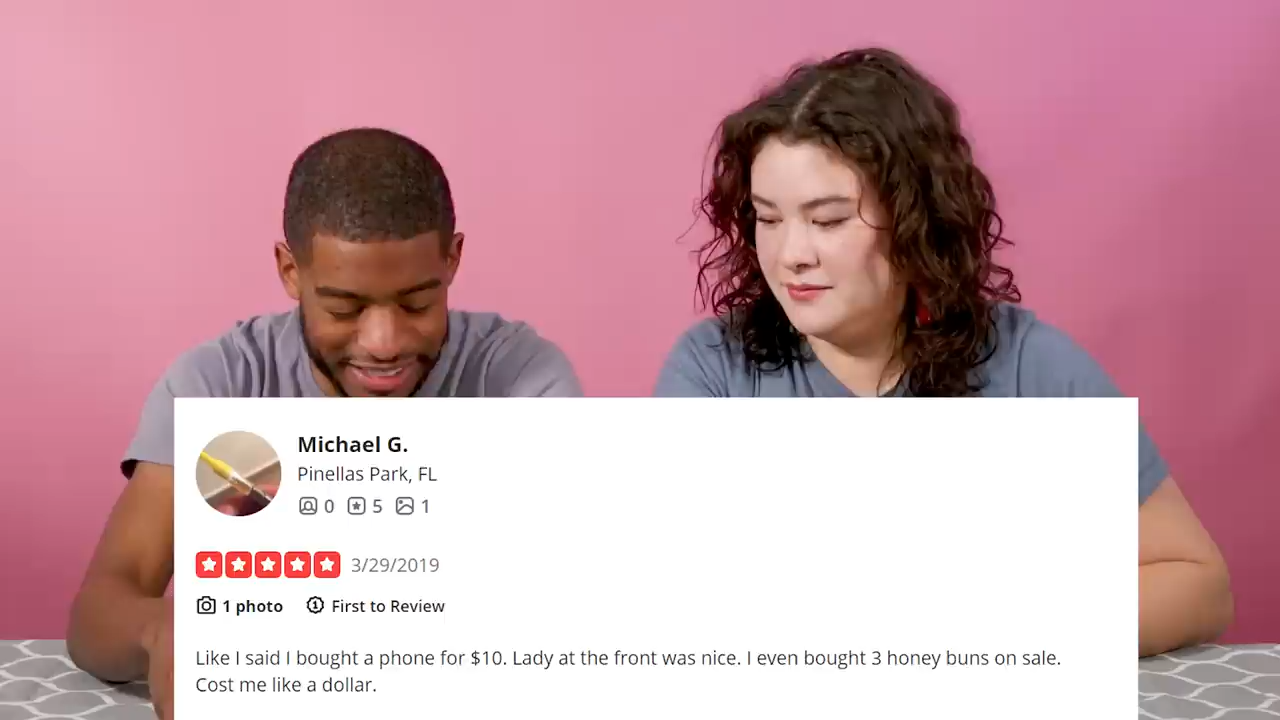 Michael G.
Pinellas Park, FL
0 5 1
3/29/2019
1 photo First to Review
Like I said I bought a phone for $10. Lady at the front was nice. I even bought 3 honey buns on sale.
Cost me like a dollar.